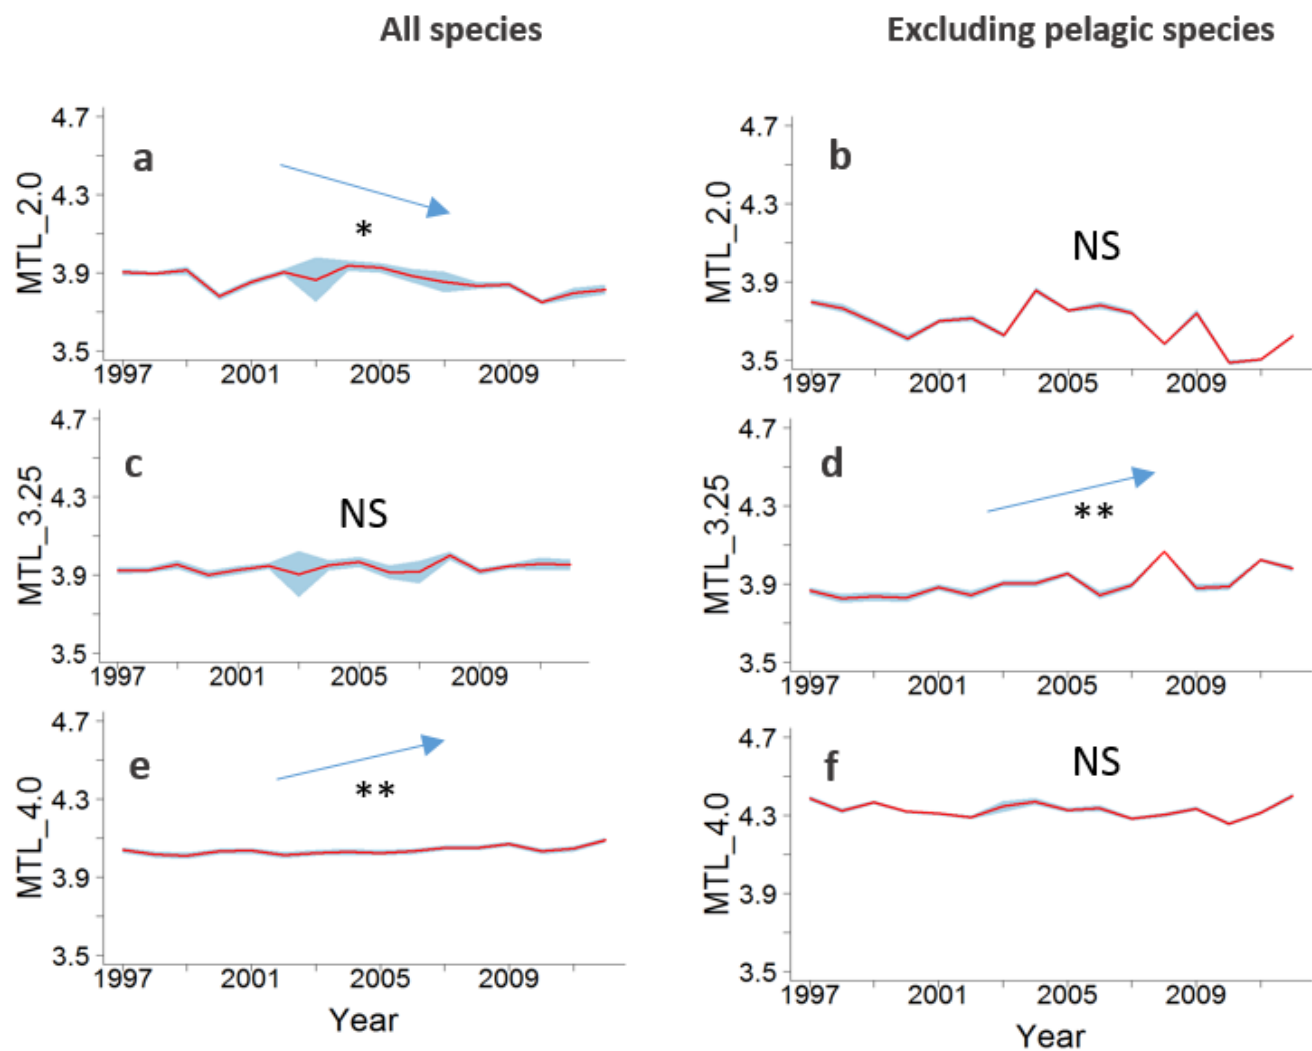 All species
Excluding pelagic species
4.7
4.3
3.9
3.5
MTL_2.0
a
*
1997 2001 2005 2009
4.7
4.3
3.9
3.5
MTL_2.0
b
NS
1997 2001 2005 2009
4.7
4.3
3.9
3.5
MTL_3.25
c
NS
1997 2001 2005 2009
4.7
4.3
3.9
3.5
MTL_3.25
d
**
1997 2001 2005 2009
4.7
4.3
3.9
3.5
MTL_4.0
e
**
1997 2001 2005 2009
Year
4.7
4.3
3.9
3.5
MTL_4.0
f
NS
1997 2001 2005 2009
Year